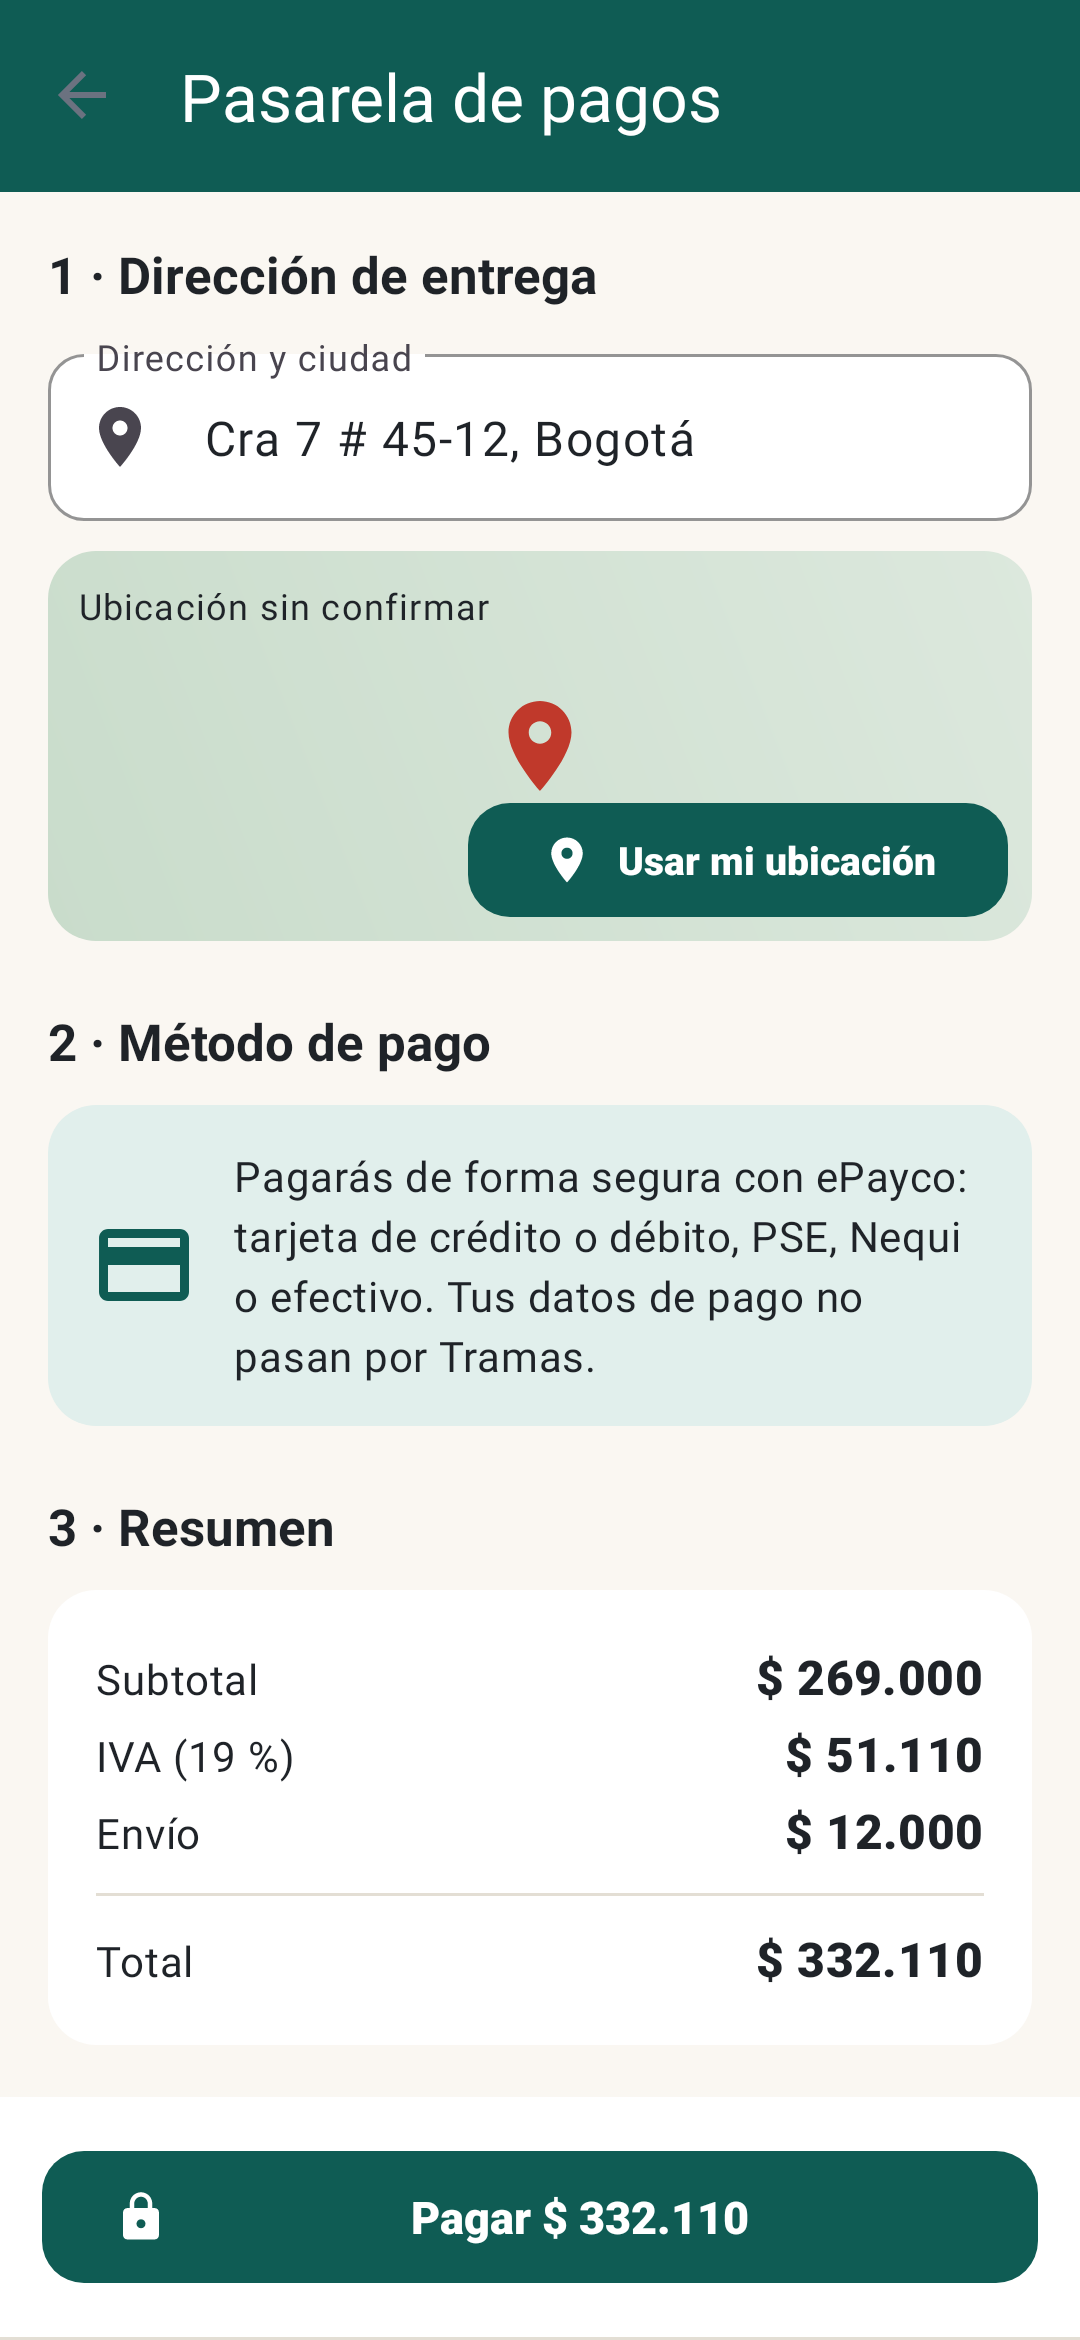 Pasarela de pagos
1 · Dirección de entrega
Dirección y ciudad
Cra 7 # 45-12, Bogotá
Ubicación sin confirmar
Usar mi ubicación
2 · Método de pago
Pagarás de forma segura con ePayco:
tarjeta de crédito o débito, PSE, Nequi
o efectivo. Tus datos de pago no
pasan por Tramas.
3 · Resumen
Subtotal $ 269.000
IVA (19 %) $ 51.110
Envío $ 12.000
Total $ 332.110
Pagar $ 332.110